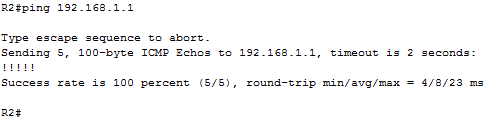 R2#ping 192.168.1.1
Type escape sequence to abort.
Sending 5, 100-byte ICMP Echos to 192.168.1.1, timeout is 2 seconds:
!!!!!
Success rate is 100 percent (5/5), round-trip min/avg/max = 4/8/23 ms
R2#